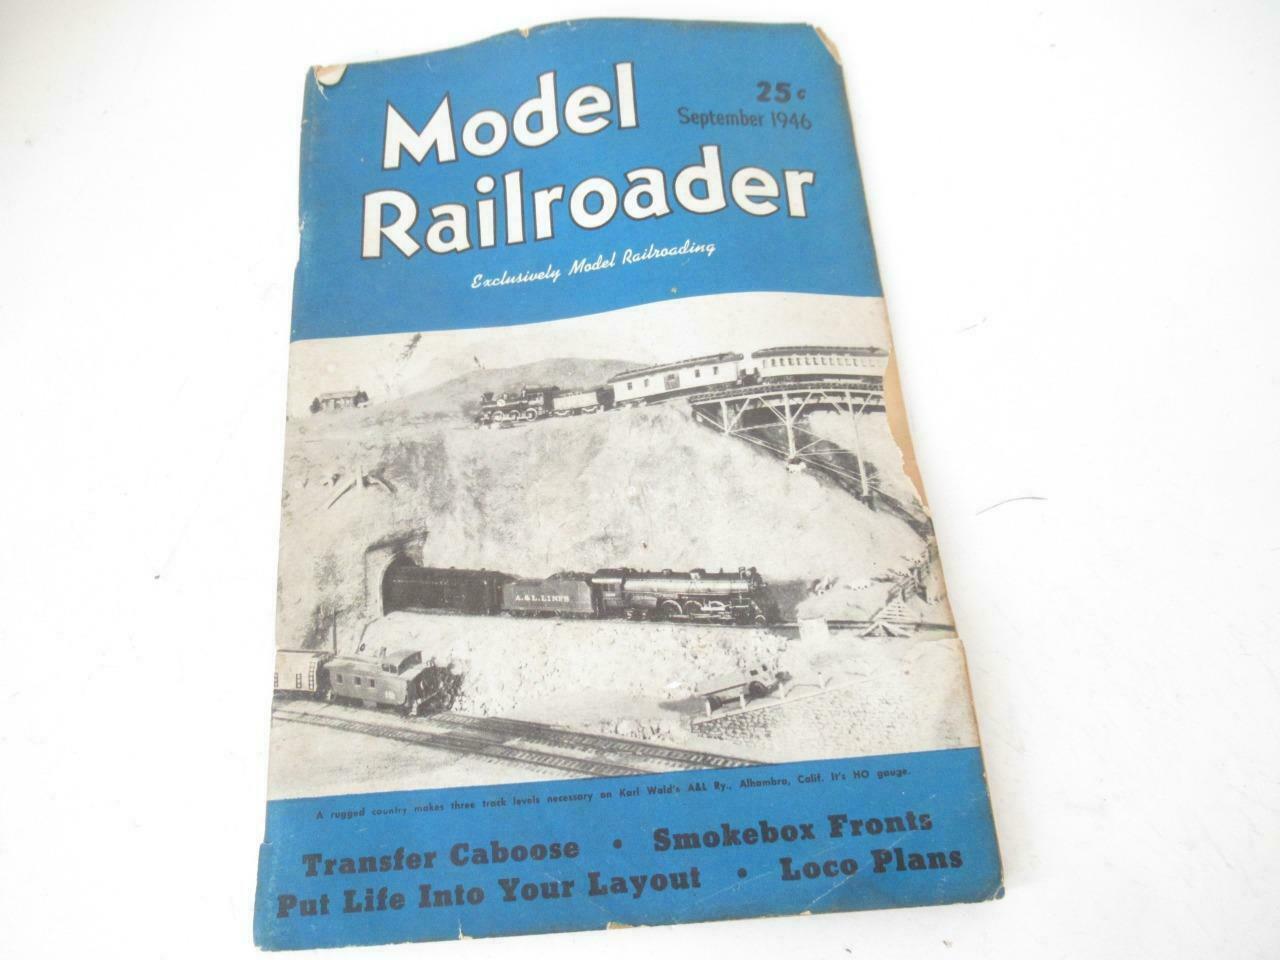 25c
September 1946
Model
Railroader
Exclusively Model Railroading
A. & L. LINES
A rugged country makes three track levels necessary on Karl Wald's A&L Ry., Alhambra, Calif. It's HO gauge.
Transfer Caboose • Smokebox Fronts
Put Life Into Your Layout • Loco Plans